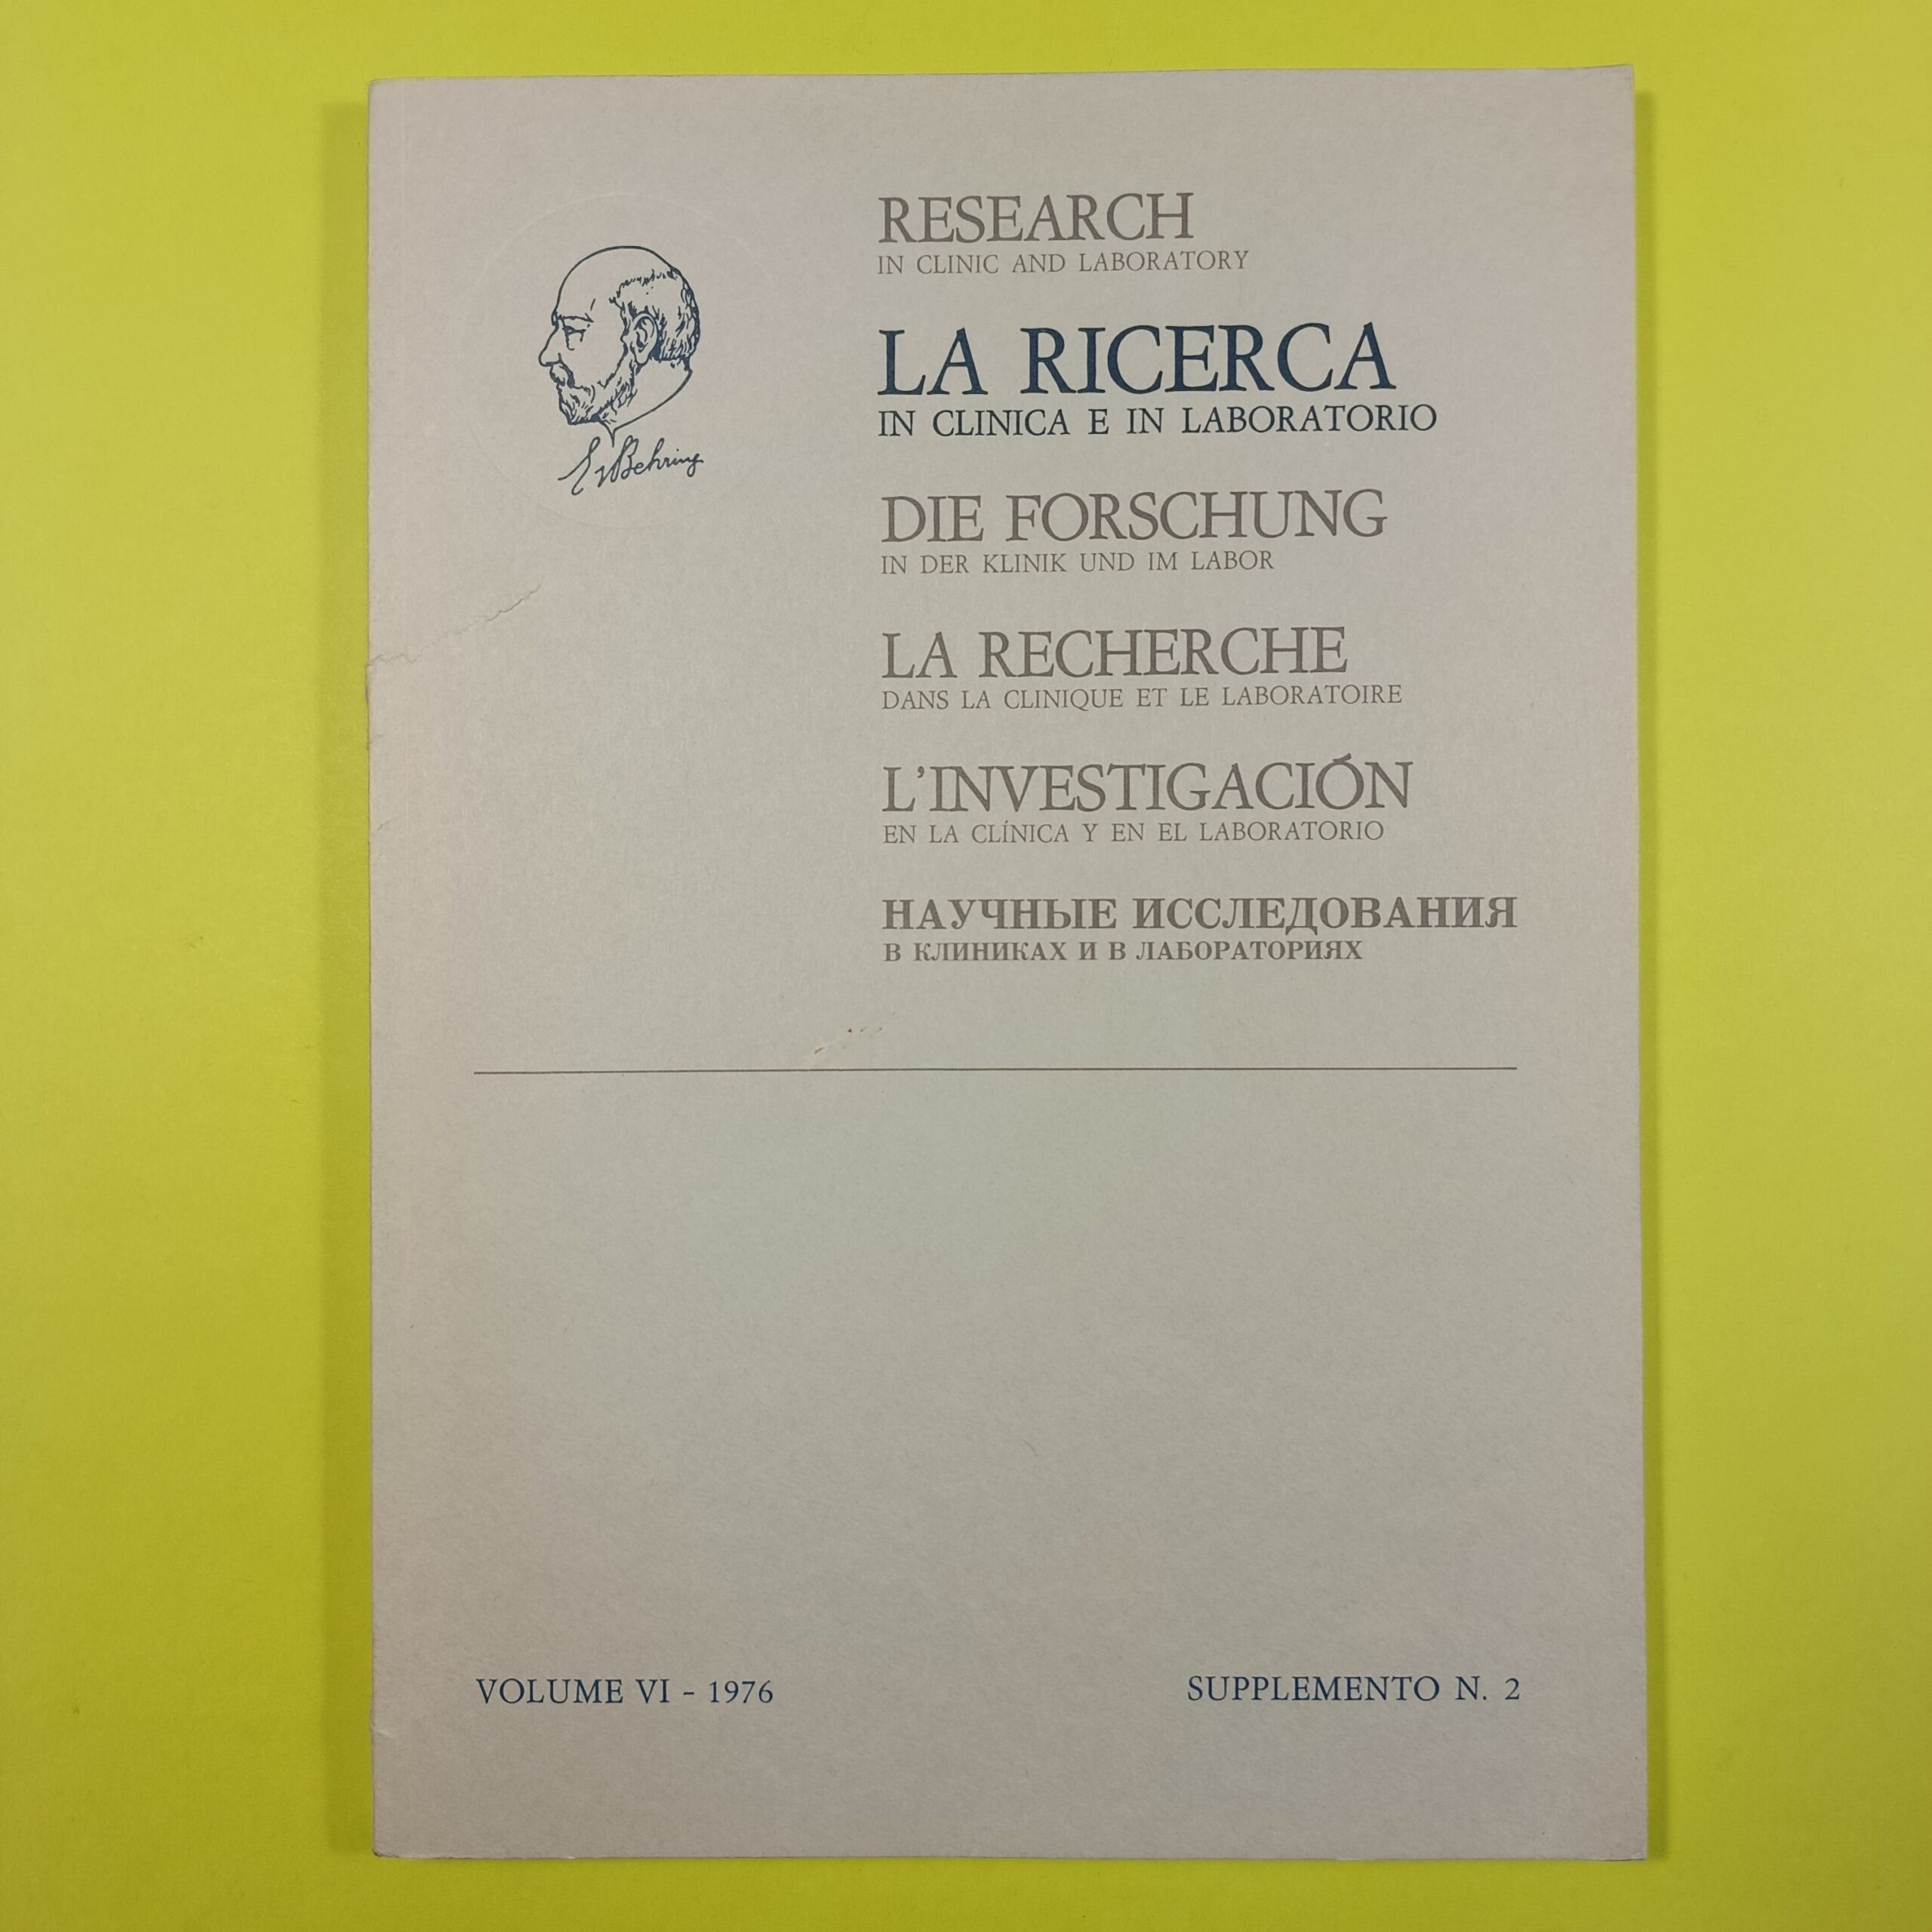 RESEARCH
IN CLINIC AND LABORATORY
LA RICERCA
IN CLINICA E IN LABORATORIO
E v Behring
DIE FORSCHUNG
IN DER KLINIK UND IM LABOR
LA RECHERCHE
DANS LA CLINIQUE ET LE LABORATOIRE
L'INVESTIGACIÓN
EN LA CLÍNICA Y EN EL LABORATORIO
НАУЧНЫЕ ИССЛЕДОВАНИЯ
В КЛИНИКАХ И В ЛАБОРАТОРИЯХ
VOLUME VI - 1976
SUPPLEMENTO N. 2